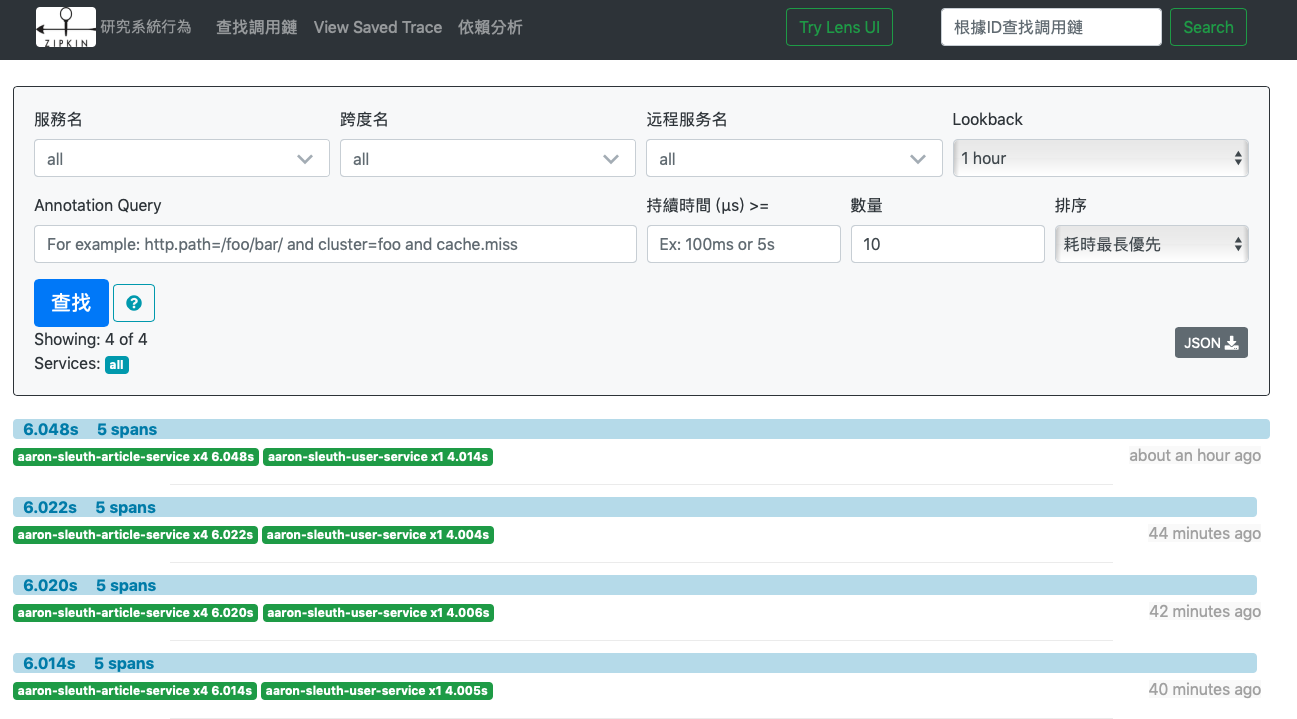 ZIPKIN 研究系統行為 查找調用鏈 View Saved Trace 依賴分析 Try Lens UI 根據ID查找調用鏈 Search
服務名 跨度名 远程服务名 Lookback
all all all 1 hour
Annotation Query 持續時間 (μs) >= 數量 排序
For example: http.path=/foo/bar/ and cluster=foo and cache.miss Ex: 100ms or 5s 10 耗時最長優先
查找 ?
Showing: 4 of 4
Services: all JSON
6.048s 5 spans
aaron-sleuth-article-service x4 6.048s aaron-sleuth-user-service x1 4.014s about an hour ago
6.022s 5 spans
aaron-sleuth-article-service x4 6.022s aaron-sleuth-user-service x1 4.004s 44 minutes ago
6.020s 5 spans
aaron-sleuth-article-service x4 6.020s aaron-sleuth-user-service x1 4.006s 42 minutes ago
6.014s 5 spans
aaron-sleuth-article-service x4 6.014s aaron-sleuth-user-service x1 4.005s 40 minutes ago